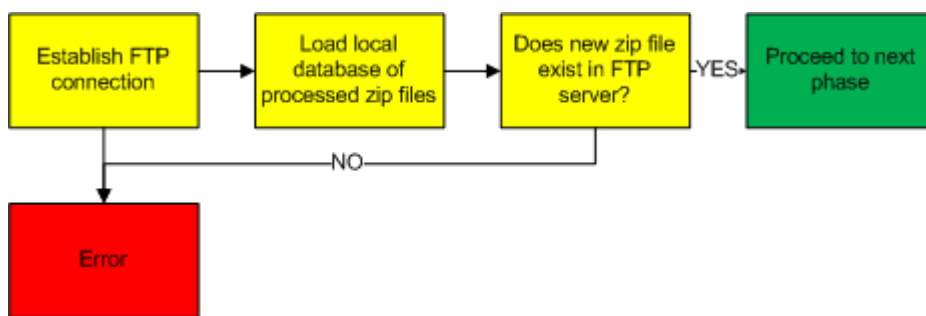 Establish FTP
connection
Load local
database of
processed zip files
Does new zip file
exist in FTP
server?
YES
Proceed to next
phase
NO
Error